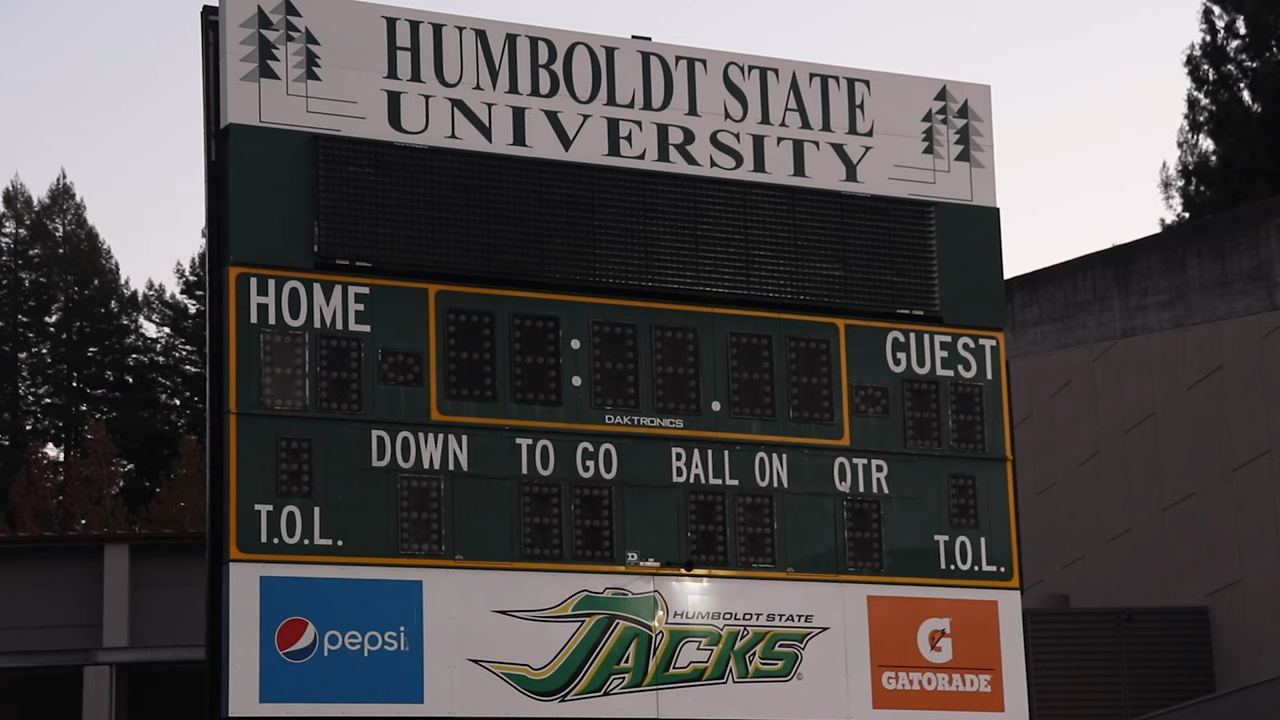 HUMBOLDT STATE
UNIVERSITY
HOME
GUEST
DAKTRONICS
DOWN TO GO BALL ON QTR
T.O.L.
T.O.L.
pepsi
HUMBOLDT STATE
JACKS
G
GATORADE